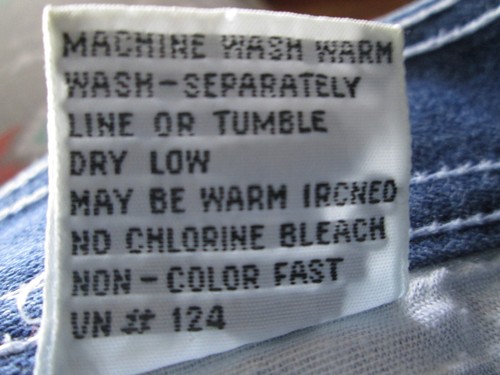 MACHINE WASH WARM
WASH-SEPARATELY
LINE OR TUMBLE
DRY LOW
MAY BE WARM IRONED
NO CHLORINE BLEACH
NON-COLOR FAST
VN # 124